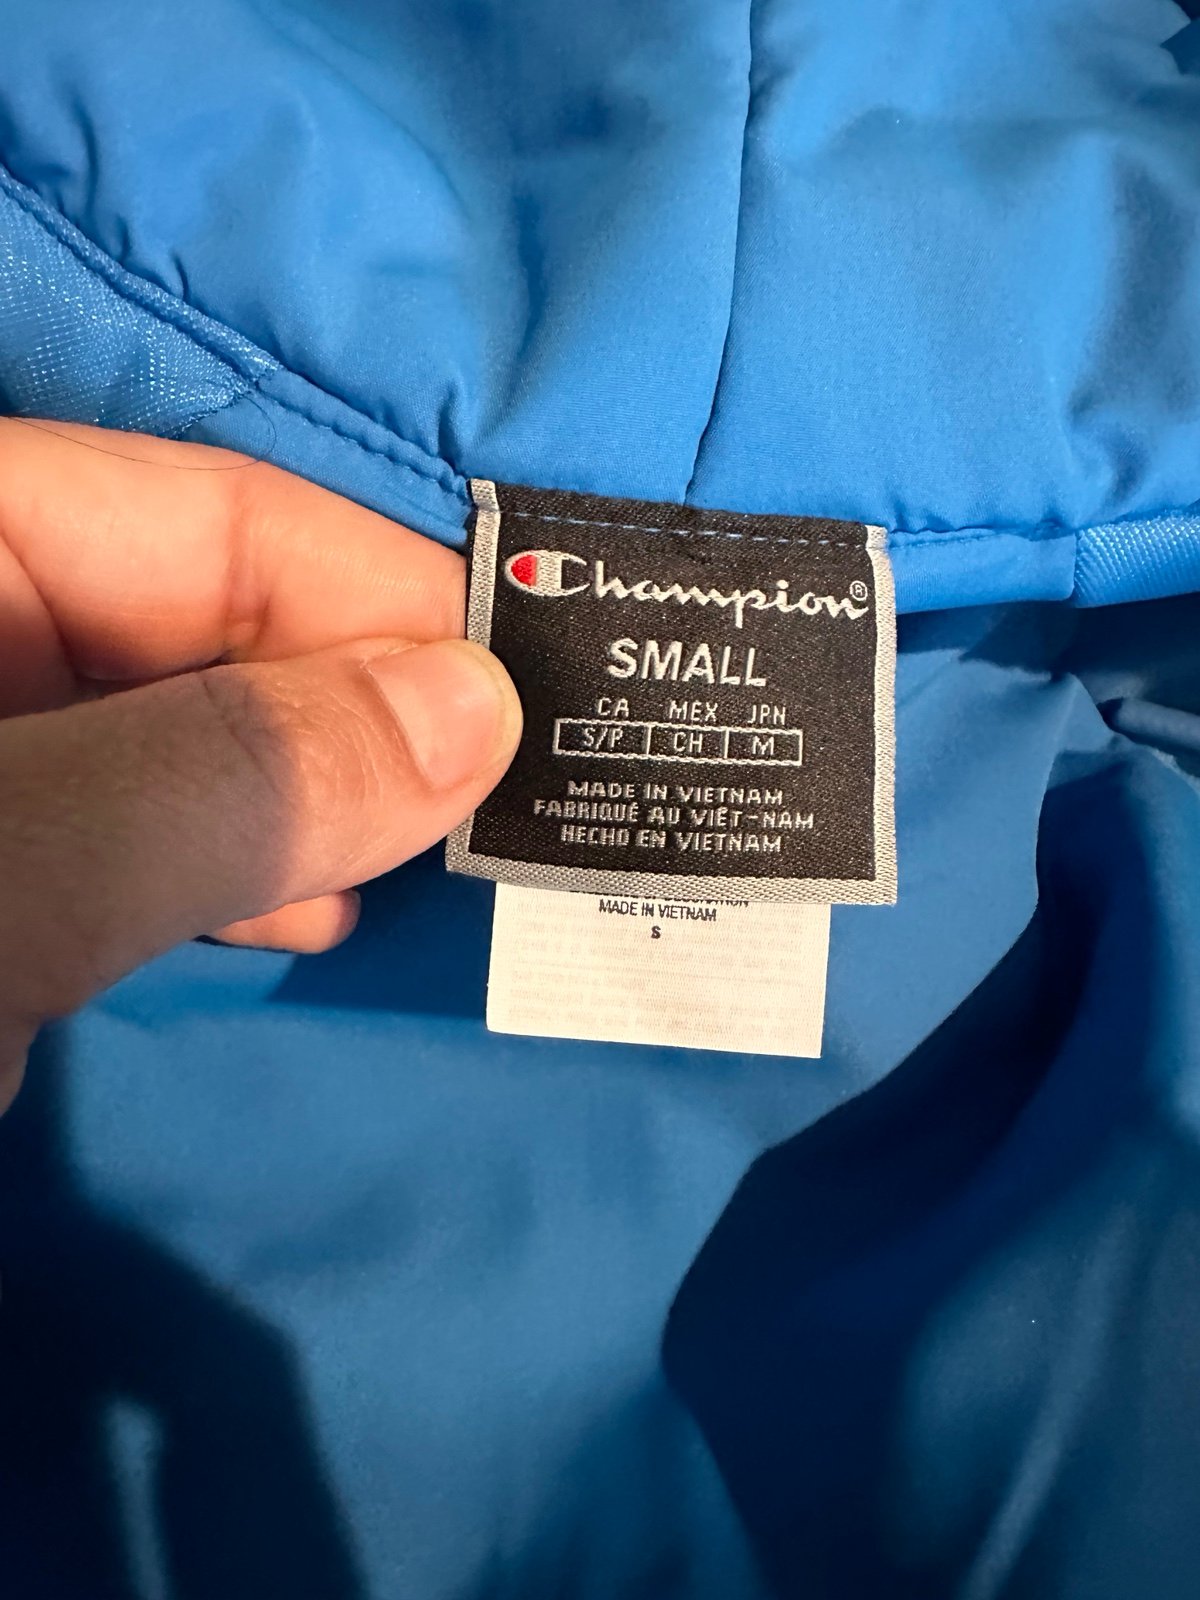 Champion®
SMALL
CA MEX JPN
S/P CH M
MADE IN VIETNAM
FABRIQUÉ AU VIÊT-NAM
HECHO EN VIETNAM
MADE IN VIETNAM
S